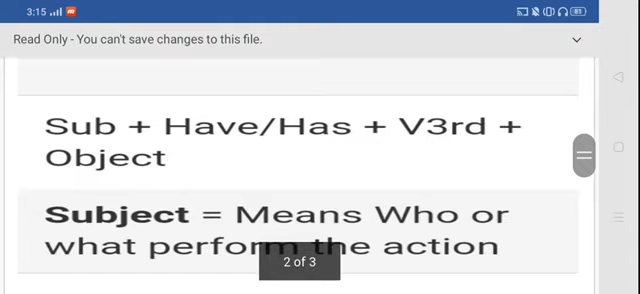 3:15
81
Read Only - You can't save changes to this file.
Sub + Have/Has + V3rd +
Object
Subject = Means Who or
what perform the action
2 of 3